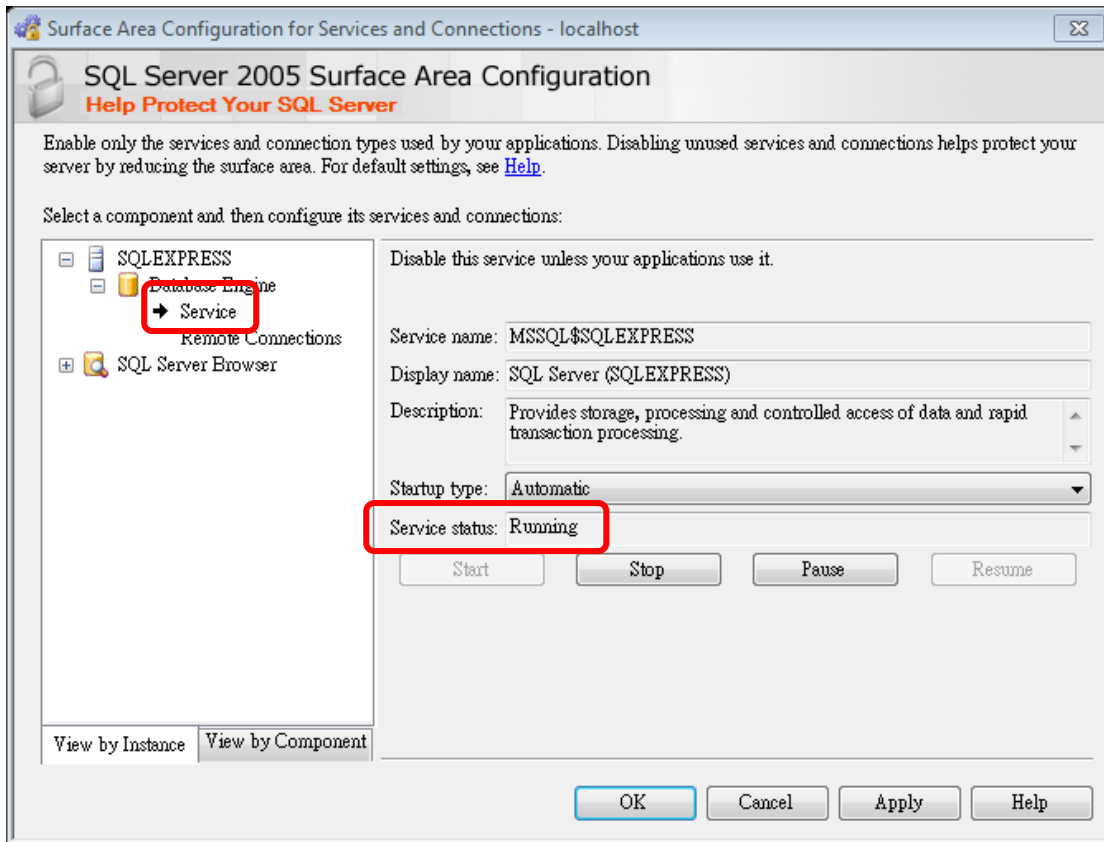 Surface Area Configuration for Services and Connections - localhost
SQL Server 2005 Surface Area Configuration
Help Protect Your SQL Server
Enable only the services and connection types used by your applications. Disabling unused services and connections helps protect your
server by reducing the surface area. For default settings, see Help.
Select a component and then configure its services and connections:
SQLEXPRESS
Database Engine
Service
Remote Connections
SQL Server Browser
View by Instance
View by Component
Disable this service unless your applications use it.
Service name: MSSQL$SQLEXPRESS
Display name: SQL Server (SQLEXPRESS)
Description: Provides storage, processing and controlled access of data and rapid
transaction processing.
Startup type: Automatic
Service status: Running
Start Stop Pause Resume
OK Cancel Apply Help